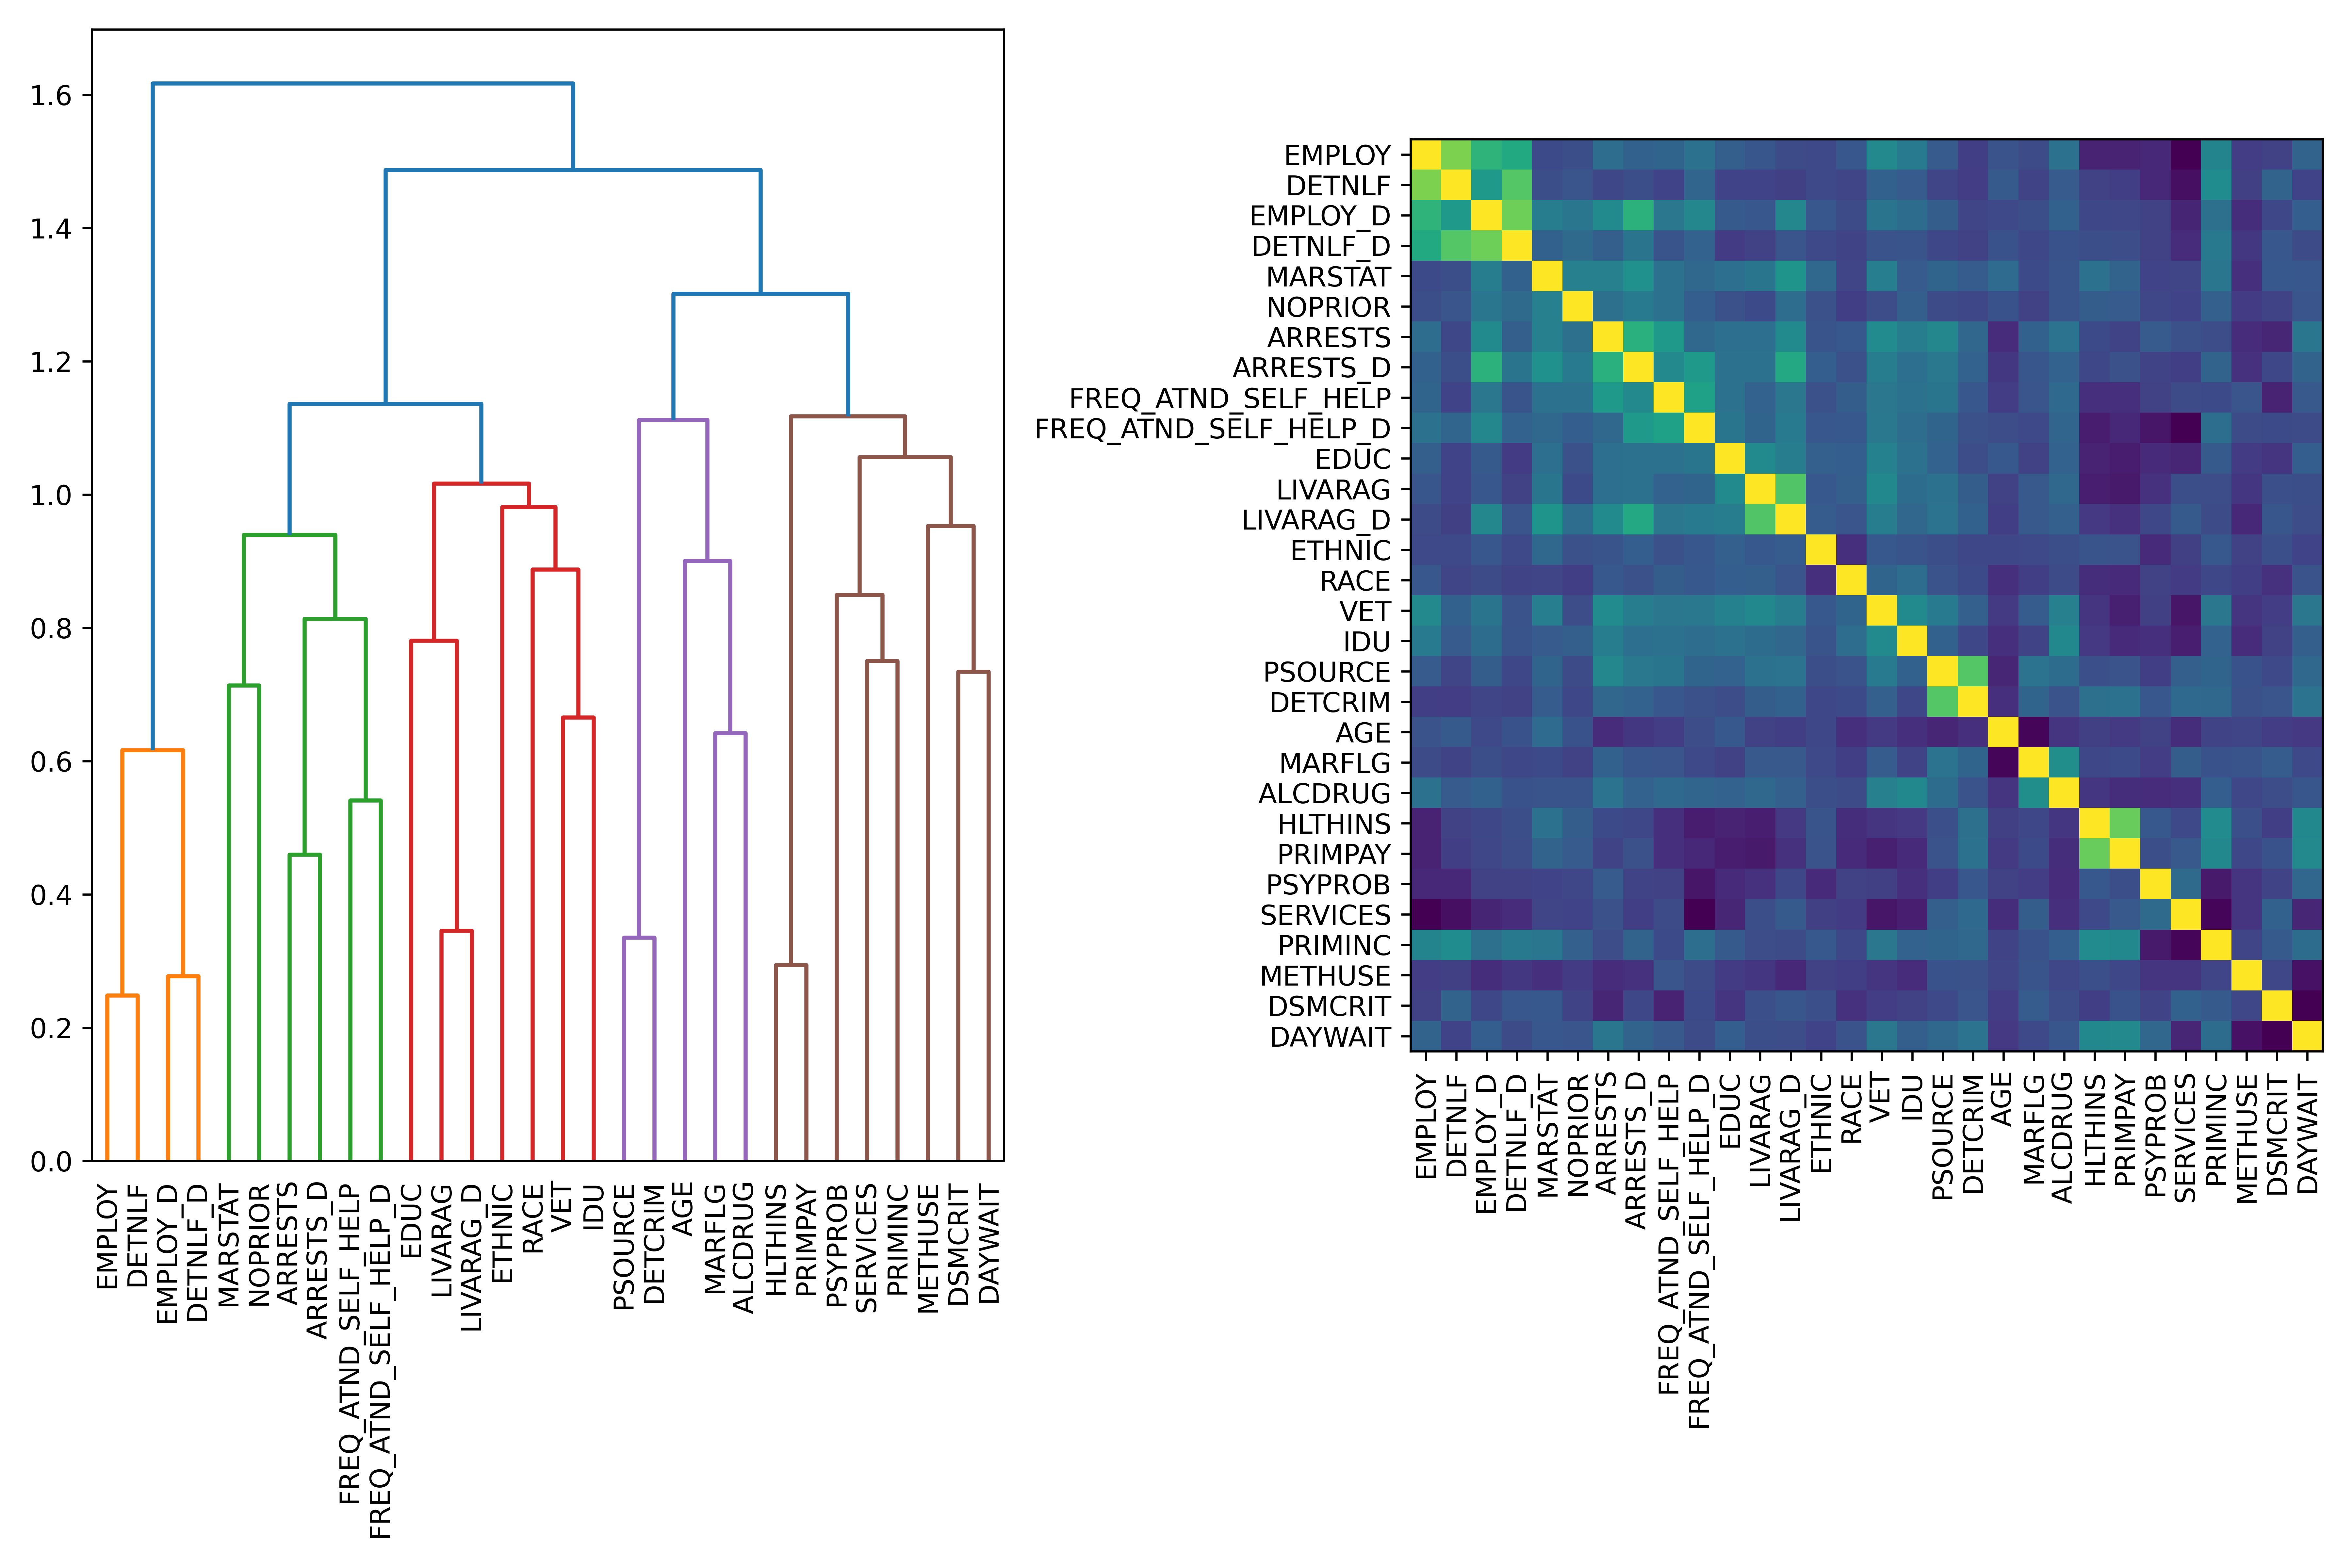 1.6
1.4
1.2
1.0
0.8
0.6
0.4
0.2
0.0
EMPLOY
DETNLF
EMPLOY_D
DETNLF_D
MARSTAT
NOPRIOR
ARRESTS
ARRESTS_D
FREQ_ATND_SELF_HELP
FREQ_ATND_SELF_HELP_D
EDUC
LIVARAG
LIVARAG_D
ETHNIC
RACE
VET
IDU
PSOURCE
DETCRIM
AGE
MARFLG
ALCDRUG
HLTHINS
PRIMPAY
PSYPROB
SERVICES
PRIMINC
METHUSE
DSMCRIT
DAYWAIT
EMPLOY
DETNLF
EMPLOY_D
DETNLF_D
MARSTAT
NOPRIOR
ARRESTS
ARRESTS_D
FREQ_ATND_SELF_HELP
FREQ_ATND_SELF_HELP_D
EDUC
LIVARAG
LIVARAG_D
ETHNIC
RACE
VET
IDU
PSOURCE
DETCRIM
AGE
MARFLG
ALCDRUG
HLTHINS
PRIMPAY
PSYPROB
SERVICES
PRIMINC
METHUSE
DSMCRIT
DAYWAIT
EMPLOY
DETNLF
EMPLOY_D
DETNLF_D
MARSTAT
NOPRIOR
ARRESTS
ARRESTS_D
FREQ_ATND_SELF_HELP
FREQ_ATND_SELF_HELP_D
EDUC
LIVARAG
LIVARAG_D
ETHNIC
RACE
VET
IDU
PSOURCE
DETCRIM
AGE
MARFLG
ALCDRUG
HLTHINS
PRIMPAY
PSYPROB
SERVICES
PRIMINC
METHUSE
DSMCRIT
DAYWAIT